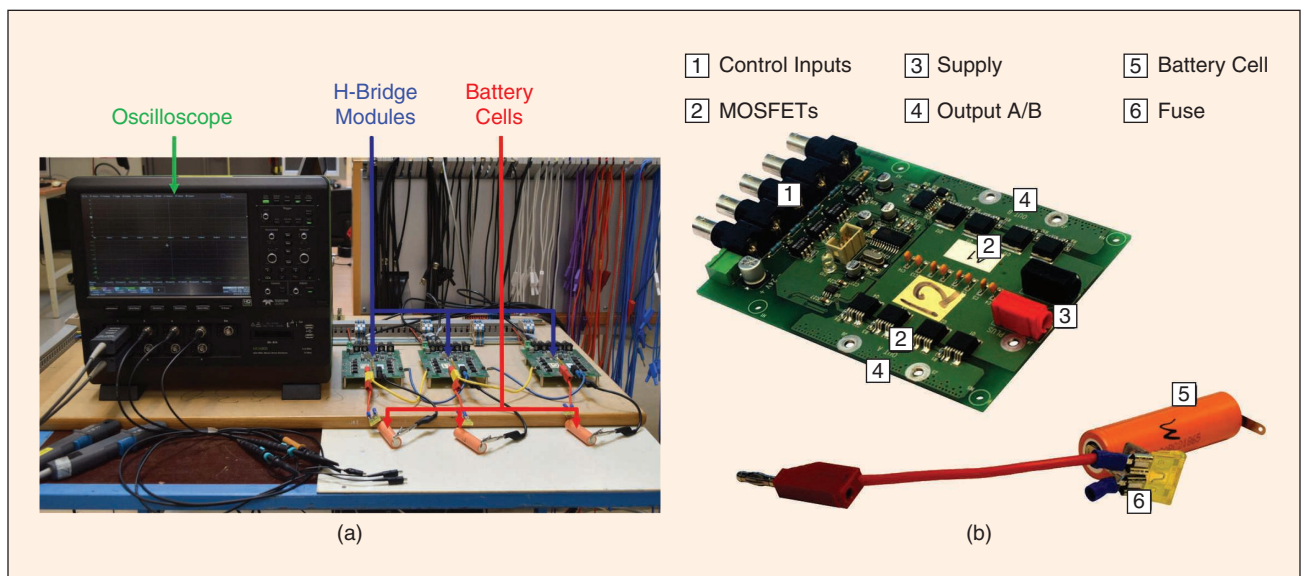 Oscilloscope
H-Bridge
Modules
Battery
Cells
(a)
1 Control Inputs
3 Supply
5 Battery Cell
2 MOSFETs
4 Output A/B
6 Fuse
1
4
2
12
3
2
4
5
6
(b)